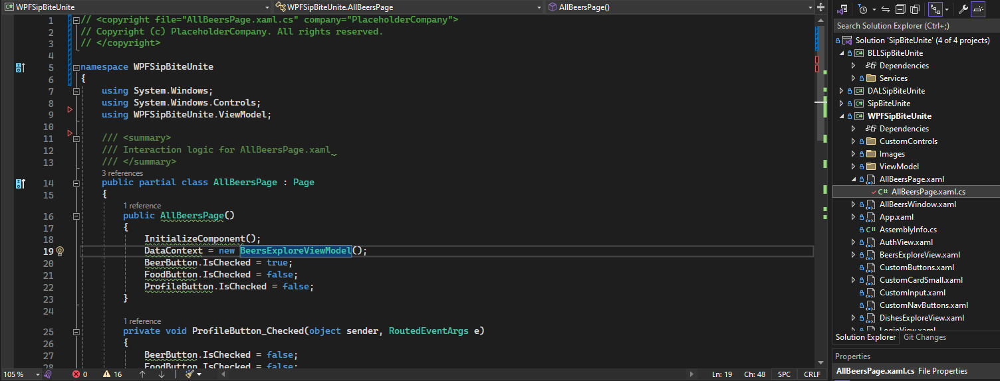 WPFSipBiteUnite
WPFSipBiteUnite.AllBeersPage
AllBeersPage()
1 // <copyright file="AllBeersPage.xaml.cs" company="PlaceholderCompany">
2 // Copyright (c) PlaceholderCompany. All rights reserved.
3 // </copyright>
4
5 namespace WPFSipBiteUnite
6 {
7 using System.Windows;
8 using System.Windows.Controls;
9 using WPFSipBiteUnite.ViewModel;
10
11 /// <summary>
12 /// Interaction logic for AllBeersPage.xaml
13 /// </summary>
3 references
14 public partial class AllBeersPage : Page
15 {
1 reference
16 public AllBeersPage()
17 {
18 InitializeComponent();
19 DataContext = new BeersExploreViewModel();
20 BeerButton.IsChecked = true;
21 FoodButton.IsChecked = false;
22 ProfileButton.IsChecked = false;
23 }
24
1 reference
25 private void ProfileButton_Checked(object sender, RoutedEventArgs e)
26 {
27 BeerButton.IsChecked = false;
28 FoodButton.IsChecked = false;
105 %
0
16
Ln: 19
Ch: 48
SPC
CRLF
Search Solution Explorer (Ctrl+;)
Solution 'SipBiteUnite' (4 of 4 projects)
BLLSipBiteUnite
Dependencies
Services
DALSipBiteUnite
SipBiteUnite
WPFSipBiteUnite
Dependencies
CustomControls
Images
ViewModel
AllBeersPage.xaml
C# AllBeersPage.xaml.cs
AllBeersWindow.xaml
App.xaml
C# AssemblyInfo.cs
AuthView.xaml
BeersExploreView.xaml
CustomButtons.xaml
CustomCardSmall.xaml
CustomInput.xaml
CustomNavButtons.xaml
DishesExploreView.xaml
LoginView.xaml
Solution Explorer
Git Changes
Properties
AllBeersPage.xaml.cs File Properties